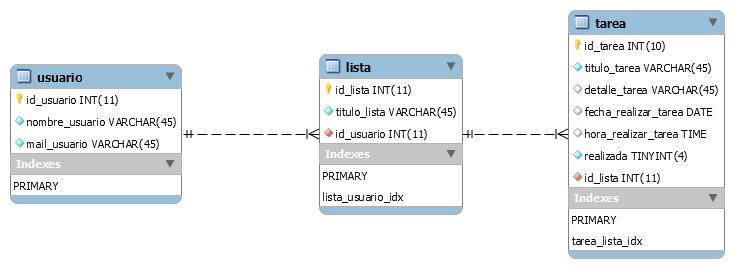 usuario
id_usuario INT(11)
nombre_usuario VARCHAR(45)
mail_usuario VARCHAR(45)
Indexes
PRIMARY
lista
id_lista INT(11)
titulo_lista VARCHAR(45)
id_usuario INT(11)
Indexes
PRIMARY
lista_usuario_idx
tarea
id_tarea INT(10)
titulo_tarea VARCHAR(45)
detalle_tarea VARCHAR(45)
fecha_realizar_tarea DATE
hora_realizar_tarea TIME
realizada TINYINT(4)
id_lista INT(11)
Indexes
PRIMARY
tarea_lista_idx